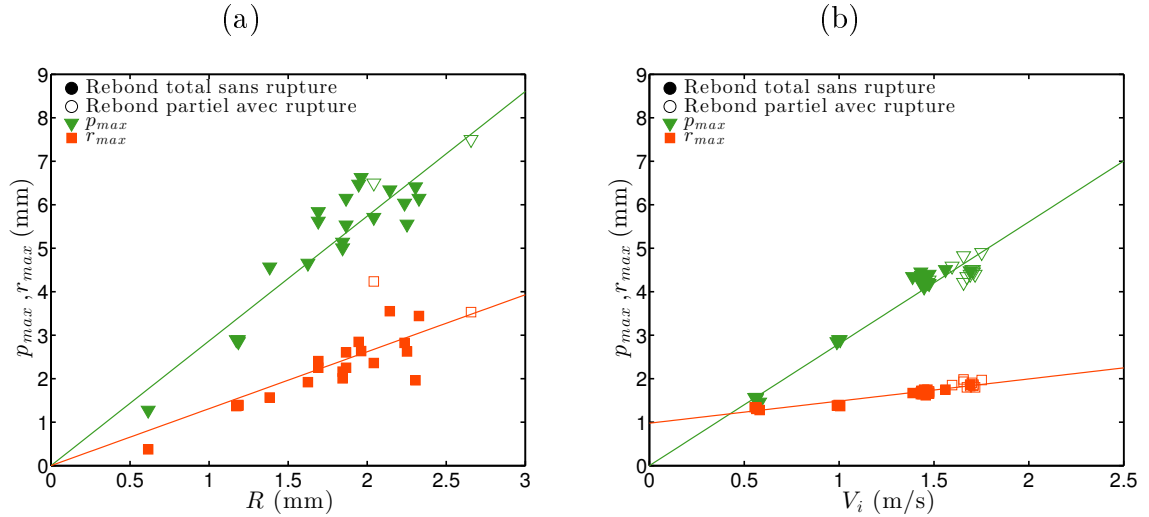 (a)
9
8
7
6
5
4
3
2
1
0
p_max, r_max (mm)
Rebond total sans rupture
Rebond partiel avec rupture
p_max
r_max
0 0.5 1 1.5 2 2.5 3
R (mm)
(b)
9
8
7
6
5
4
3
2
1
0
p_max, r_max (mm)
Rebond total sans rupture
Rebond partiel avec rupture
p_max
r_max
0 0.5 1 1.5 2 2.5
V_i (m/s)